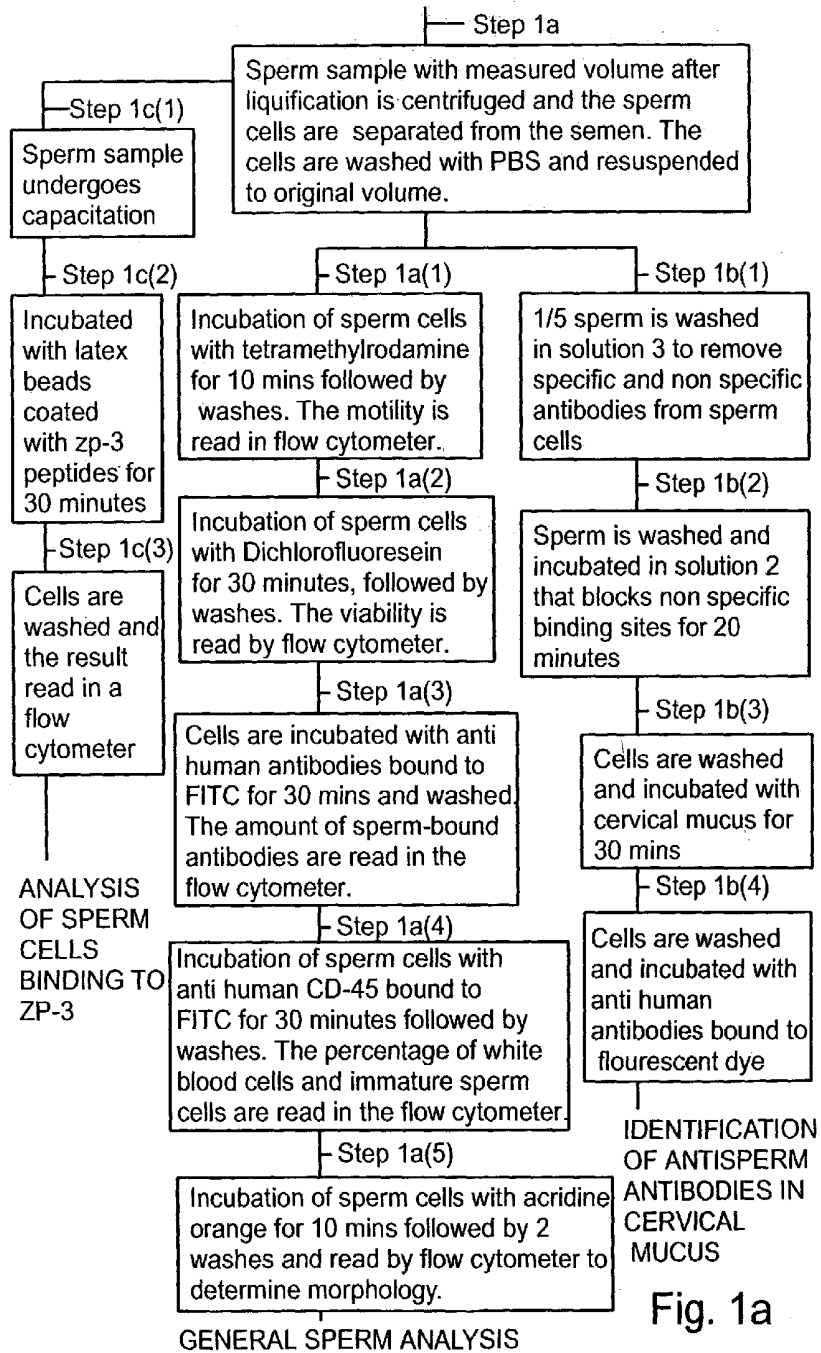 Step 1a
Sperm sample with measured volume after
liquification is centrifuged and the sperm
cells are separated from the semen. The
cells are washed with PBS and resuspended
to original volume.
Step 1c(1)
Sperm sample
undergoes
capacitation
Step 1c(2)
Incubated
with latex
beads
coated
with zp-3
peptides for
30 minutes
Step 1c(3)
Cells are
washed and
the result
read in a
flow
cytometer
ANALYSIS
OF SPERM
CELLS
BINDING TO
ZP-3
Step 1a(1)
Incubation of sperm cells
with tetramethylrodamine
for 10 mins followed by
washes. The motility is
read in flow cytometer.
Step 1a(2)
Incubation of sperm cells
with Dichlorofluoresein
for 30 minutes, followed by
washes. The viability is
read by flow cytometer.
Step 1a(3)
Cells are incubated with anti
human antibodies bound to
FITC for 30 mins and washed.
The amount of sperm-bound
antibodies are read in the
flow cytometer.
Step 1a(4)
Incubation of sperm cells with
anti human CD-45 bound to
FITC for 30 minutes followed by
washes. The percentage of white
blood cells and immature sperm
cells are read in the flow cytometer.
Step 1a(5)
Incubation of sperm cells with acridine
orange for 10 mins followed by 2
washes and read by flow cytometer to
determine morphology.
GENERAL SPERM ANALYSIS
Step 1b(1)
1/5 sperm is washed
in solution 3 to remove
specific and non specific
antibodies from sperm
cells
Step 1b(2)
Sperm is washed and
incubated in solution 2
that blocks non specific
binding sites for 20
minutes
Step 1b(3)
Cells are washed
and incubated with
cervical mucus for
30 mins
Step 1b(4)
Cells are washed
and incubated with
anti human
antibodies bound to
flourescent dye
IDENTIFICATION
OF ANTISPERM
ANTIBODIES IN
CERVICAL
MUCUS
Fig. 1a